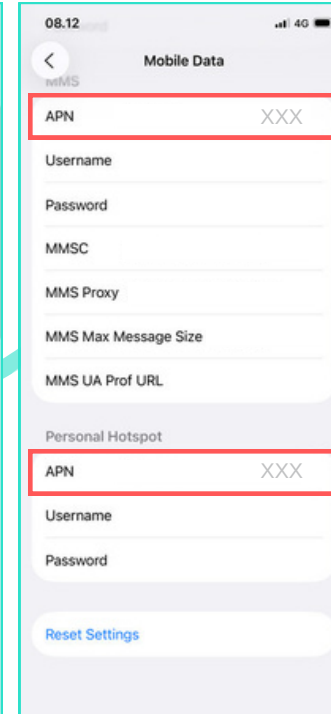 08.12
4G
Mobile Data
MMS
APN XXX
Username
Password
MMSC
MMS Proxy
MMS Max Message Size
MMS UA Prof URL
Personal Hotspot
APN XXX
Username
Password
Reset Settings